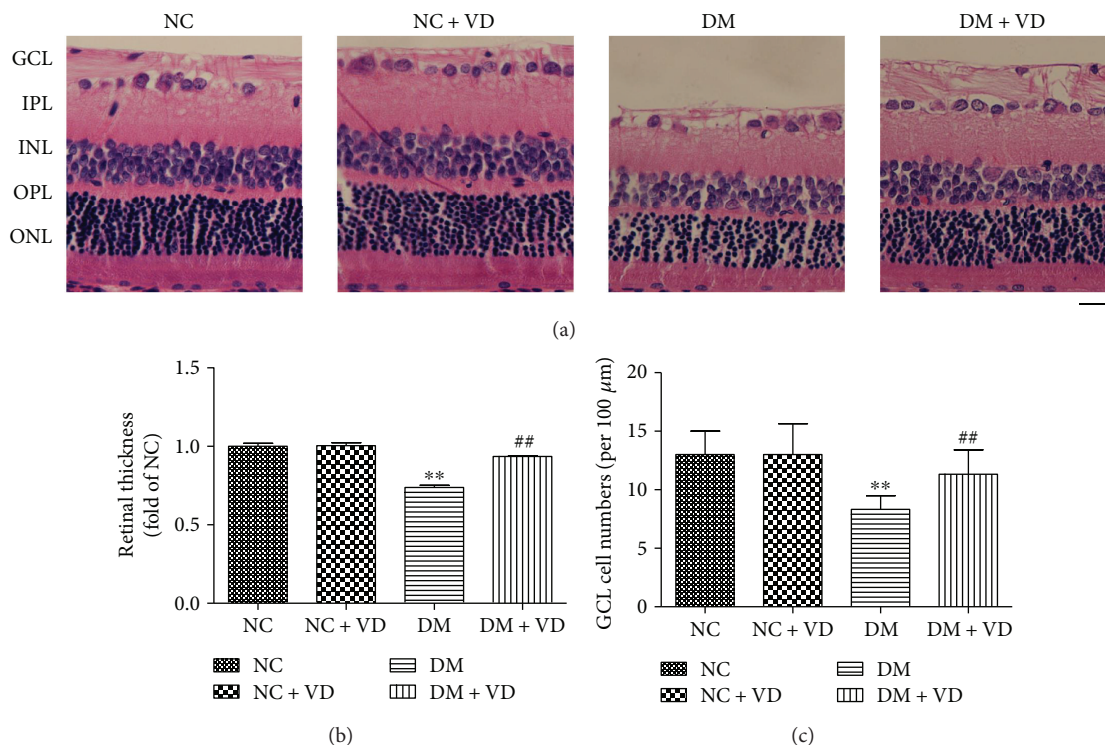 NC NC + VD DM DM + VD
GCL
IPL
INL
OPL
ONL
(a)
Retinal thickness
(fold of NC)
1.5
1.0
0.5
0.0
**
##
NC NC + VD DM DM + VD
NC DM
NC + VD DM + VD
(b)
GCL cell numbers (per 100 μm)
20
15
10
5
0
**
##
NC NC + VD DM DM + VD
NC DM
NC + VD DM + VD
(c)